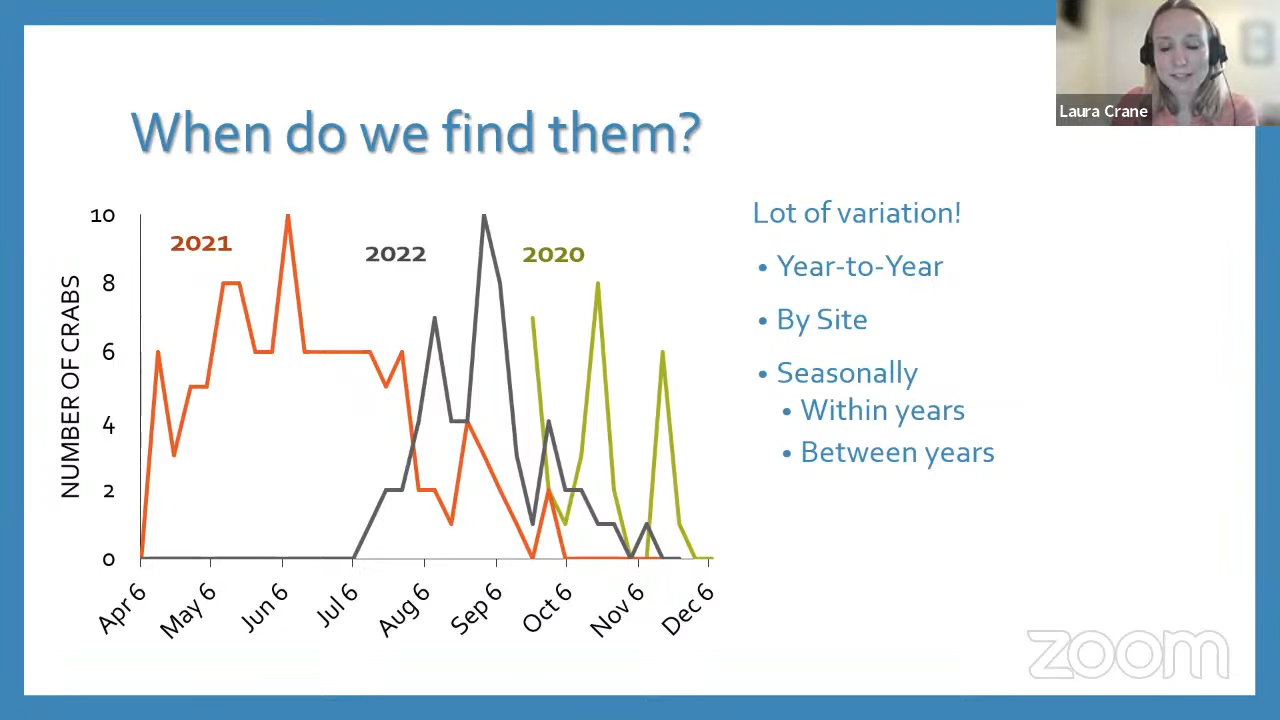 Laura Crane
When do we find them?
NUMBER OF CRABS
10
8
6
4
2
0
2021
2022
2020
Apr 6
May 6
Jun 6
Jul 6
Aug 6
Sep 6
Oct 6
Nov 6
Dec 6
Lot of variation!
• Year-to-Year
• By Site
• Seasonally
• Within years
• Between years
zoom